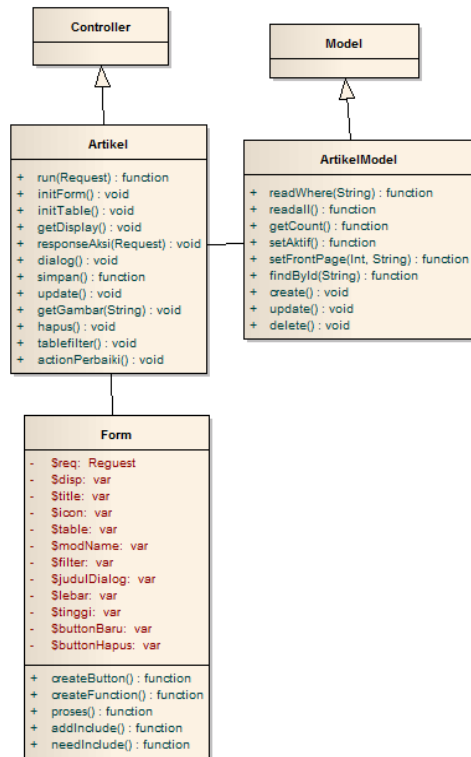 Controller
Model
Artikel
+ run(Request) : function
+ initForm() : void
+ initTable() : void
+ getDisplay() : void
+ responseAksi(Request) : void
+ dialog() : void
+ simpan() : function
+ update() : void
+ getGambar(String) : void
+ hapus() : void
+ tablefilter() : void
+ actionPerbaiki() : void
ArtikelModel
+ readWhere(String) : function
+ readall() : function
+ getCount() : function
+ setAktif() : function
+ setFrontPage(Int, String) : function
+ findById(String) : function
+ create() : void
+ update() : void
+ delete() : void
Form
- $req: Reguest
- $disp: var
- $title: var
- $icon: var
- $table: var
- $modName: var
- $filter: var
- $judulDialog: var
- $lebar: var
- $tinggi: var
- $buttonBaru: var
- $buttonHapus: var
+ createButton() : function
+ createFunction() : function
+ proses() : function
+ addInclude() : function
+ needInclude() : function